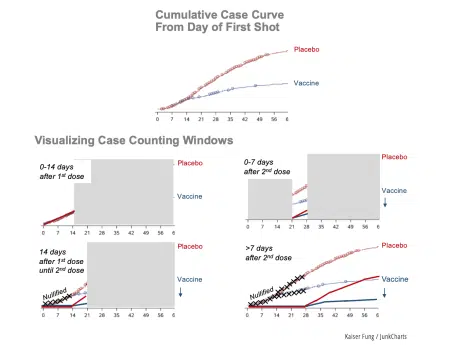 Cumulative Case Curve
From Day of First Shot
Placebo
Vaccine
0 7 14 21 28 35 42 49 56 6
Visualizing Case Counting Windows
0-14 days
after 1st dose
Placebo
Vaccine
0 7 14 21 28 35 42 49 56 6
0-7 days
after 2nd dose
Placebo
Vaccine
0 7 14 21 28 35 42 49 56 6
14 days
after 1st dose
until 2nd dose
Placebo
Vaccine
Nullified
0 7 14 21 28 35 42 49 56 6
>7 days
after 2nd dose
Placebo
Vaccine
Nullified
0 7 14 21 28 35 42 49 56 6
Kaiser Fung / JunkCharts